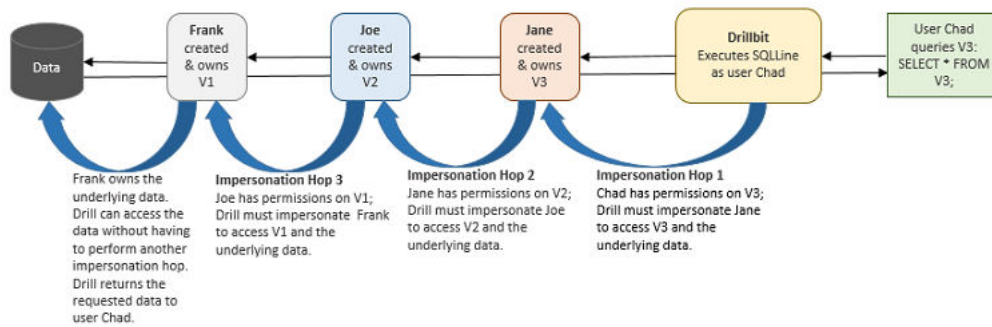 Data
Frank
created
& owns
V1
Joe
created
& owns
V2
Jane
created
& owns
V3
Drillbit
Executes SQLLine
as user Chad
User Chad
queries V3:
SELECT * FROM
V3;
Frank owns the
underlying data.
Drill can access the
data without having
to perform another
impersonation hop.
Drill returns the
requested data to
user Chad.
Impersonation Hop 3
Joe has permissions on V1;
Drill must impersonate Frank
to access V1 and the
underlying data.
Impersonation Hop 2
Jane has permissions on V2;
Drill must impersonate Joe
to access V2 and the
underlying data.
Impersonation Hop 1
Chad has permissions on V3;
Drill must impersonate Jane
to access V3 and the
underlying data.